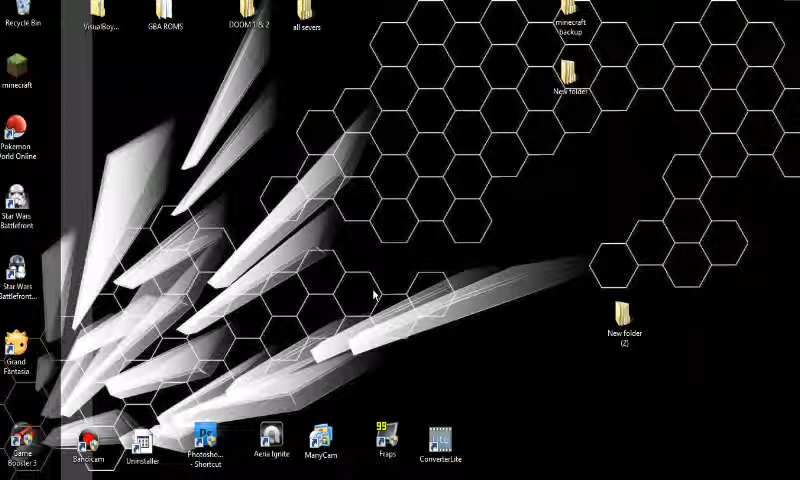 Recycle Bin
VisualBoy...
GBA ROMS
DOOM 1 & 2
all severs
minecraft
backup
minecraft
New folder
Pokemon
World Online
Star Wars
Battlefront
Star Wars
Battlefront...
New folder
(2)
Grand
Fantasia
Game
Booster 3
Bandicam
Uninstaller
Photosho...
- Shortcut
Aeria Ignite
ManyCam
99
Fraps
Lite
ConverterLite